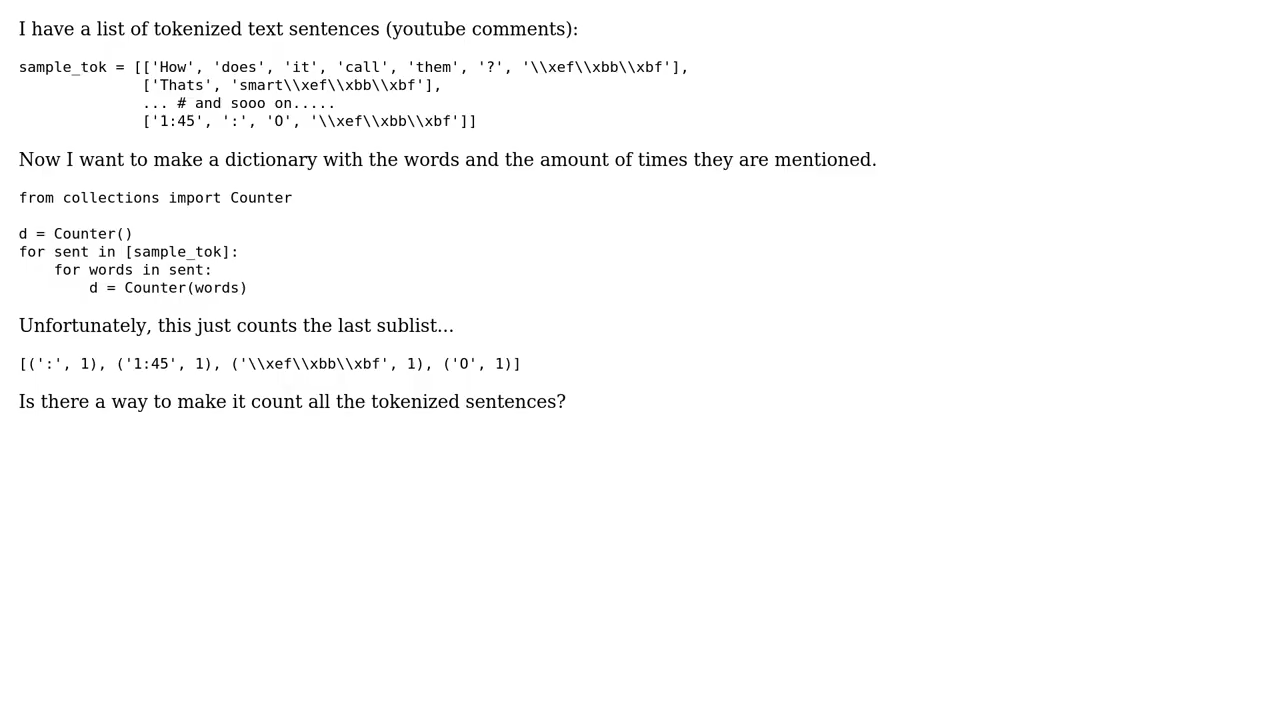 I have a list of tokenized text sentences (youtube comments):
sample_tok = [['How', 'does', 'it', 'call', 'them', '?', '\\xef\\xbb\\xbf'],
              ['Thats', 'smart\\xef\\xbb\\xbf'],
              ... # and sooo on.....
              ['1:45', ':', 'O', '\\xef\\xbb\\xbf']]
Now I want to make a dictionary with the words and the amount of times they are mentioned.
from collections import Counter
d = Counter()
for sent in [sample_tok]:
    for words in sent:
        d = Counter(words)
Unfortunately, this just counts the last sublist...
[(':', 1), ('1:45', 1), ('\\xef\\xbb\\xbf', 1), ('O', 1)]
Is there a way to make it count all the tokenized sentences?